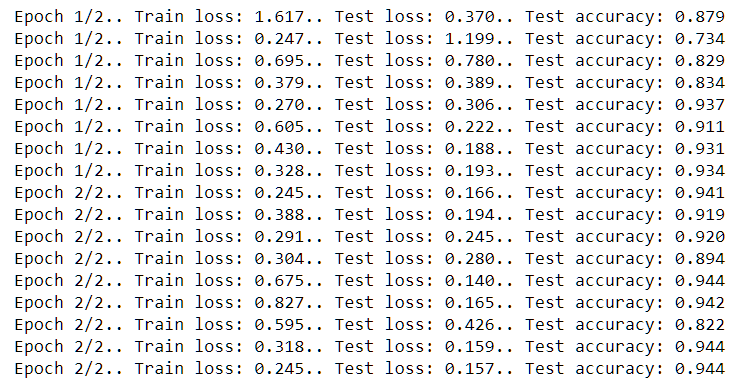 Epoch 1/2.. Train loss: 1.617.. Test loss: 0.370.. Test accuracy: 0.879
Epoch 1/2.. Train loss: 0.247.. Test loss: 1.199.. Test accuracy: 0.734
Epoch 1/2.. Train loss: 0.695.. Test loss: 0.780.. Test accuracy: 0.829
Epoch 1/2.. Train loss: 0.379.. Test loss: 0.389.. Test accuracy: 0.834
Epoch 1/2.. Train loss: 0.270.. Test loss: 0.306.. Test accuracy: 0.937
Epoch 1/2.. Train loss: 0.605.. Test loss: 0.222.. Test accuracy: 0.911
Epoch 1/2.. Train loss: 0.430.. Test loss: 0.188.. Test accuracy: 0.931
Epoch 1/2.. Train loss: 0.328.. Test loss: 0.193.. Test accuracy: 0.934
Epoch 2/2.. Train loss: 0.245.. Test loss: 0.166.. Test accuracy: 0.941
Epoch 2/2.. Train loss: 0.388.. Test loss: 0.194.. Test accuracy: 0.919
Epoch 2/2.. Train loss: 0.291.. Test loss: 0.245.. Test accuracy: 0.920
Epoch 2/2.. Train loss: 0.304.. Test loss: 0.280.. Test accuracy: 0.894
Epoch 2/2.. Train loss: 0.675.. Test loss: 0.140.. Test accuracy: 0.944
Epoch 2/2.. Train loss: 0.827.. Test loss: 0.165.. Test accuracy: 0.942
Epoch 2/2.. Train loss: 0.595.. Test loss: 0.426.. Test accuracy: 0.822
Epoch 2/2.. Train loss: 0.318.. Test loss: 0.159.. Test accuracy: 0.944
Epoch 2/2.. Train loss: 0.245.. Test loss: 0.157.. Test accuracy: 0.944